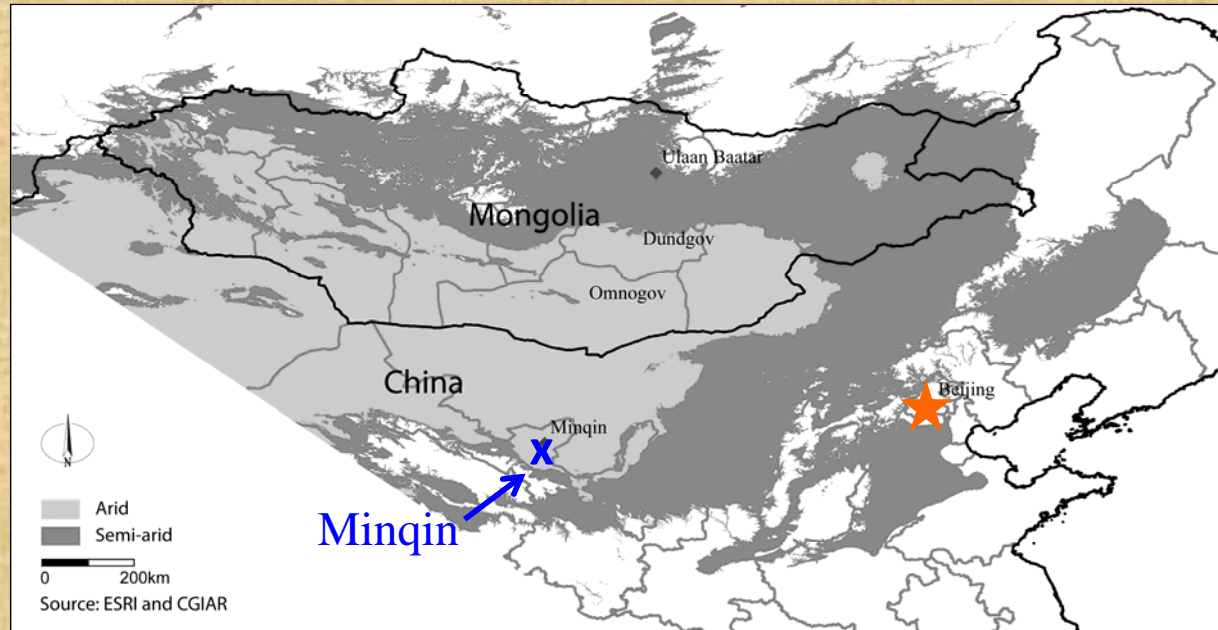 Ulaan Baatar
Mongolia
Dundgov
Omnogov
China
Beijing
Minqin
X
N
Minqin
Arid
Semi-arid
0 200km
Source: ESRI and CGIAR